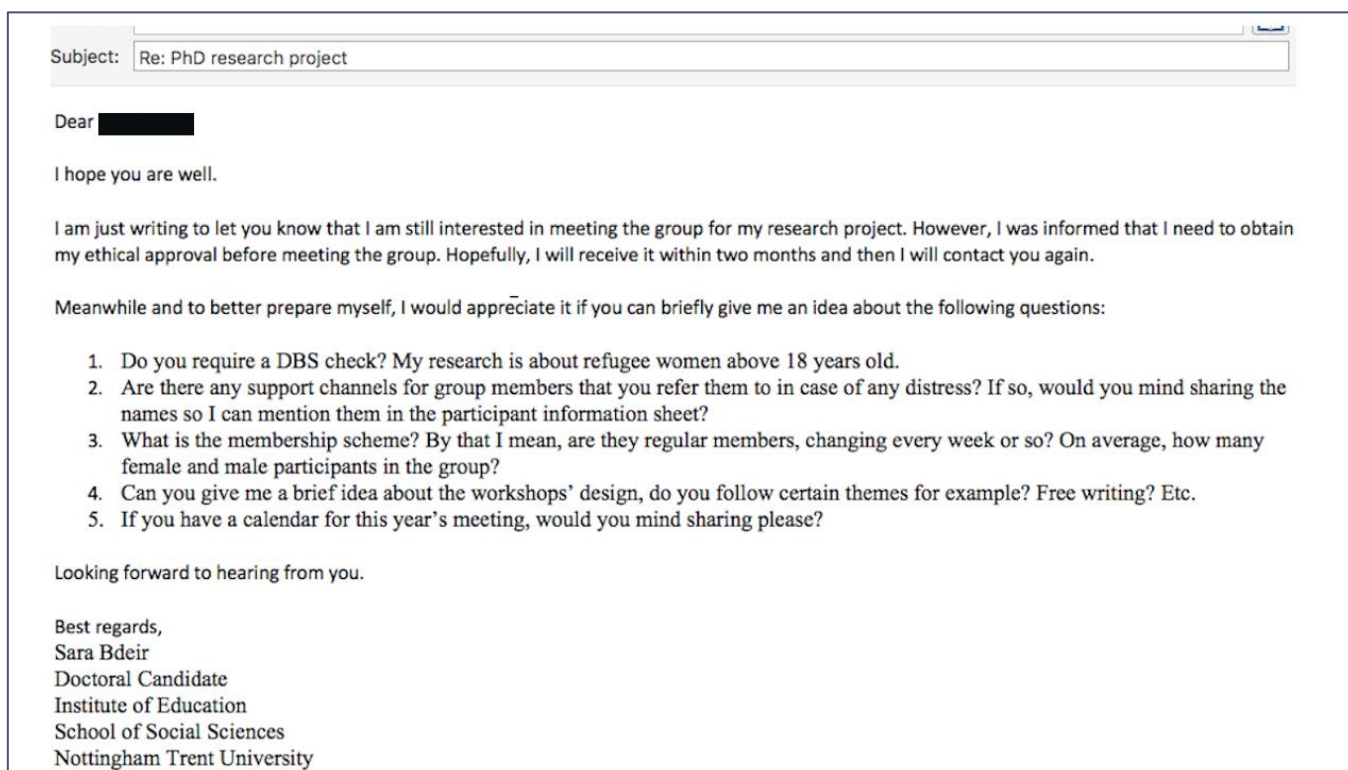 Subject: Re: PhD research project
Dear
I hope you are well.
I am just writing to let you know that I am still interested in meeting the group for my research project. However, I was informed that I need to obtain
my ethical approval before meeting the group. Hopefully, I will receive it within two months and then I will contact you again.
Meanwhile and to better prepare myself, I would appreciate it if you can briefly give me an idea about the following questions:
1. Do you require a DBS check? My research is about refugee women above 18 years old.
2. Are there any support channels for group members that you refer them to in case of any distress? If so, would you mind sharing the
names so I can mention them in the participant information sheet?
3. What is the membership scheme? By that I mean, are they regular members, changing every week or so? On average, how many
female and male participants in the group?
4. Can you give me a brief idea about the workshops’ design, do you follow certain themes for example? Free writing? Etc.
5. If you have a calendar for this year’s meeting, would you mind sharing please?
Looking forward to hearing from you.
Best regards,
Sara Bdeir
Doctoral Candidate
Institute of Education
School of Social Sciences
Nottingham Trent University